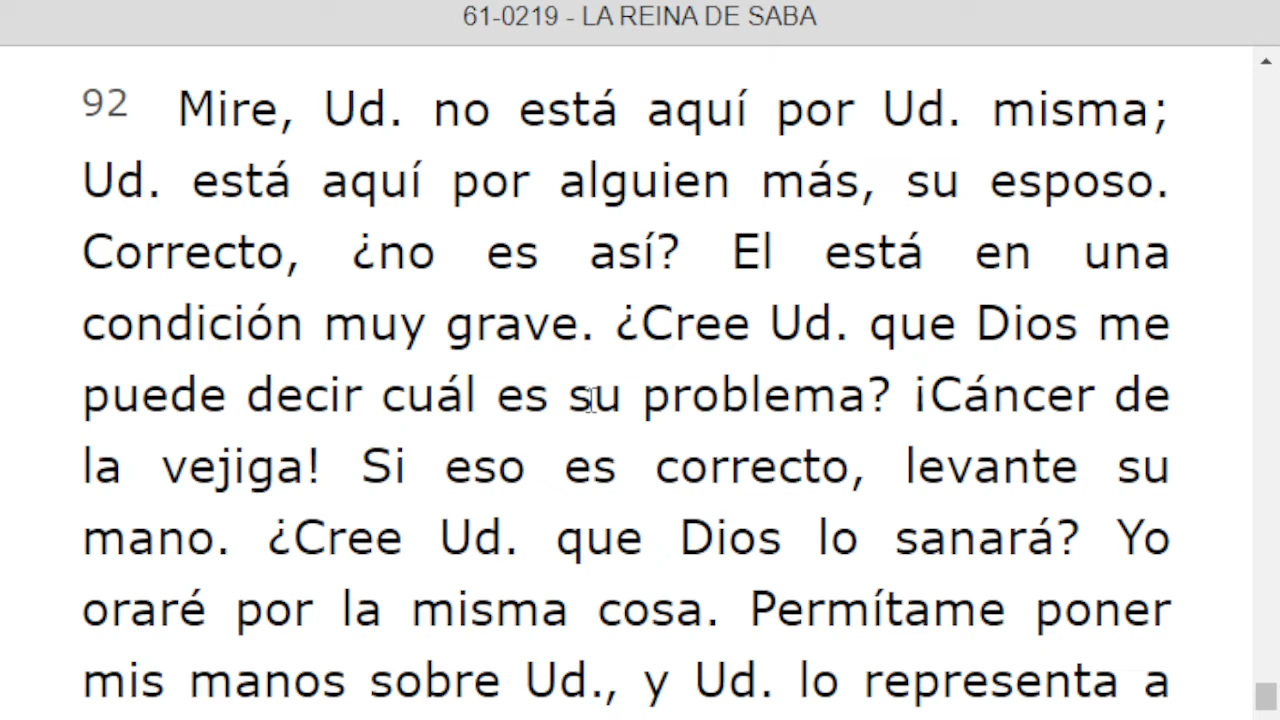 61-0219 - LA REINA DE SABA
92 Mire, Ud. no está aquí por Ud. misma;
Ud. está aquí por alguien más, su esposo.
Correcto, ¿no es así? El está en una
condición muy grave. ¿Cree Ud. que Dios me
puede decir cuál es su problema? ¡Cáncer de
la vejiga! Si eso es correcto, levante su
mano. ¿Cree Ud. que Dios lo sanará? Yo
oraré por la misma cosa. Permítame poner
mis manos sobre Ud., y Ud. lo representa a